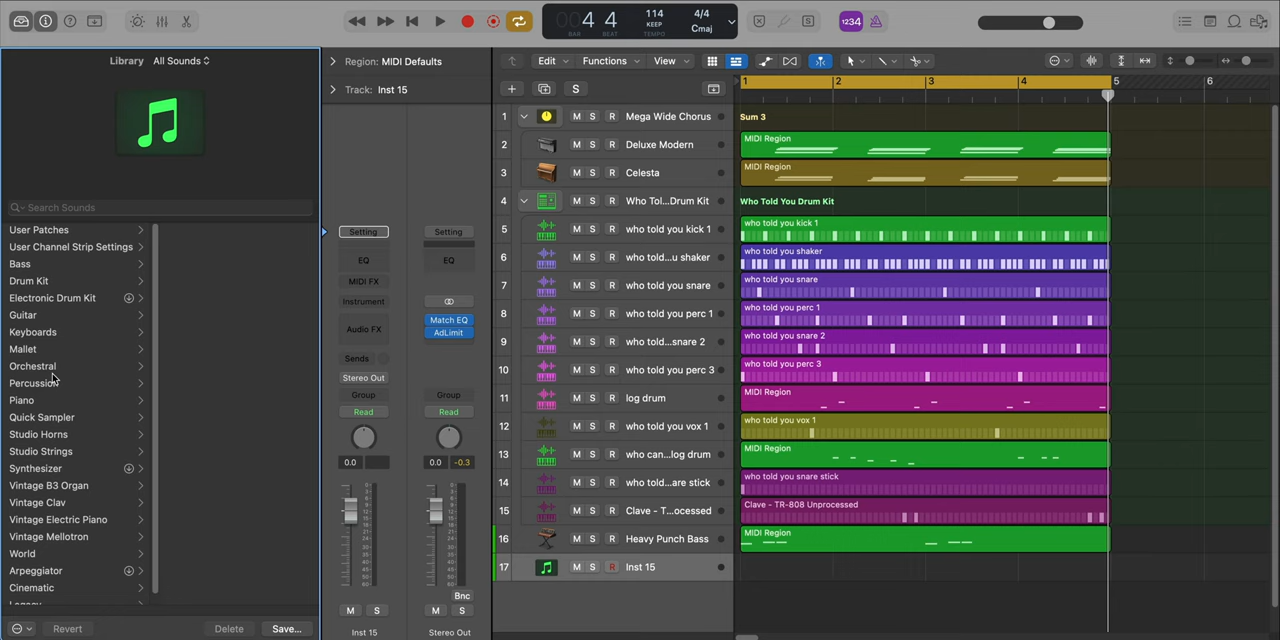 1234
4 4
BAR BEAT
114
KEEP
TEMPO
4/4
Cmaj
Library All Sounds
Search Sounds
User Patches
User Channel Strip Settings
Bass
Drum Kit
Electronic Drum Kit
Guitar
Keyboards
Mallet
Orchestral
Percussion
Piano
Quick Sampler
Studio Horns
Studio Strings
Synthesizer
Vintage B3 Organ
Vintage Clav
Vintage Electric Piano
Vintage Mellotron
World
Arpeggiator
Cinematic
Legacy
Revert Delete Save...
Region: MIDI Defaults
Track: Inst 15
Setting Setting
EQ EQ
MIDI FX
Instrument
Audio FX
Match EQ
AdLimit
Sends
Stereo Out
Group Group
Read Read
0.0 0.0 -0.3
Bnc
M S M S
Inst 15 Stereo Out
Edit Functions View
S
1 2 3 4 5 6
1 M S R Mega Wide Chorus
Sum 3
2 M S R Deluxe Modern
MIDI Region
3 M S R Celesta
MIDI Region
4 M S R Who Tol...Drum Kit
Who Told You Drum Kit
5 M S R who told you kick 1
who told you kick 1
6 M S R who told...u shaker
who told you shaker
7 M S R who told you snare
who told you snare
8 M S R who told you perc 1
who told you perc 1
9 M S R who told...snare 2
who told you snare 2
10 M S R who told you perc 3
who told you perc 3
11 M S R log drum
MIDI Region
12 M S R who told you vox 1
who told you vox 1
13 M S R who can...log drum
MIDI Region
14 M S R who told...are stick
who told you snare stick
15 M S R Clave - T...ocessed
Clave - TR-808 Unprocessed
16 M S R Heavy Punch Bass
MIDI Region
17 M S R Inst 15